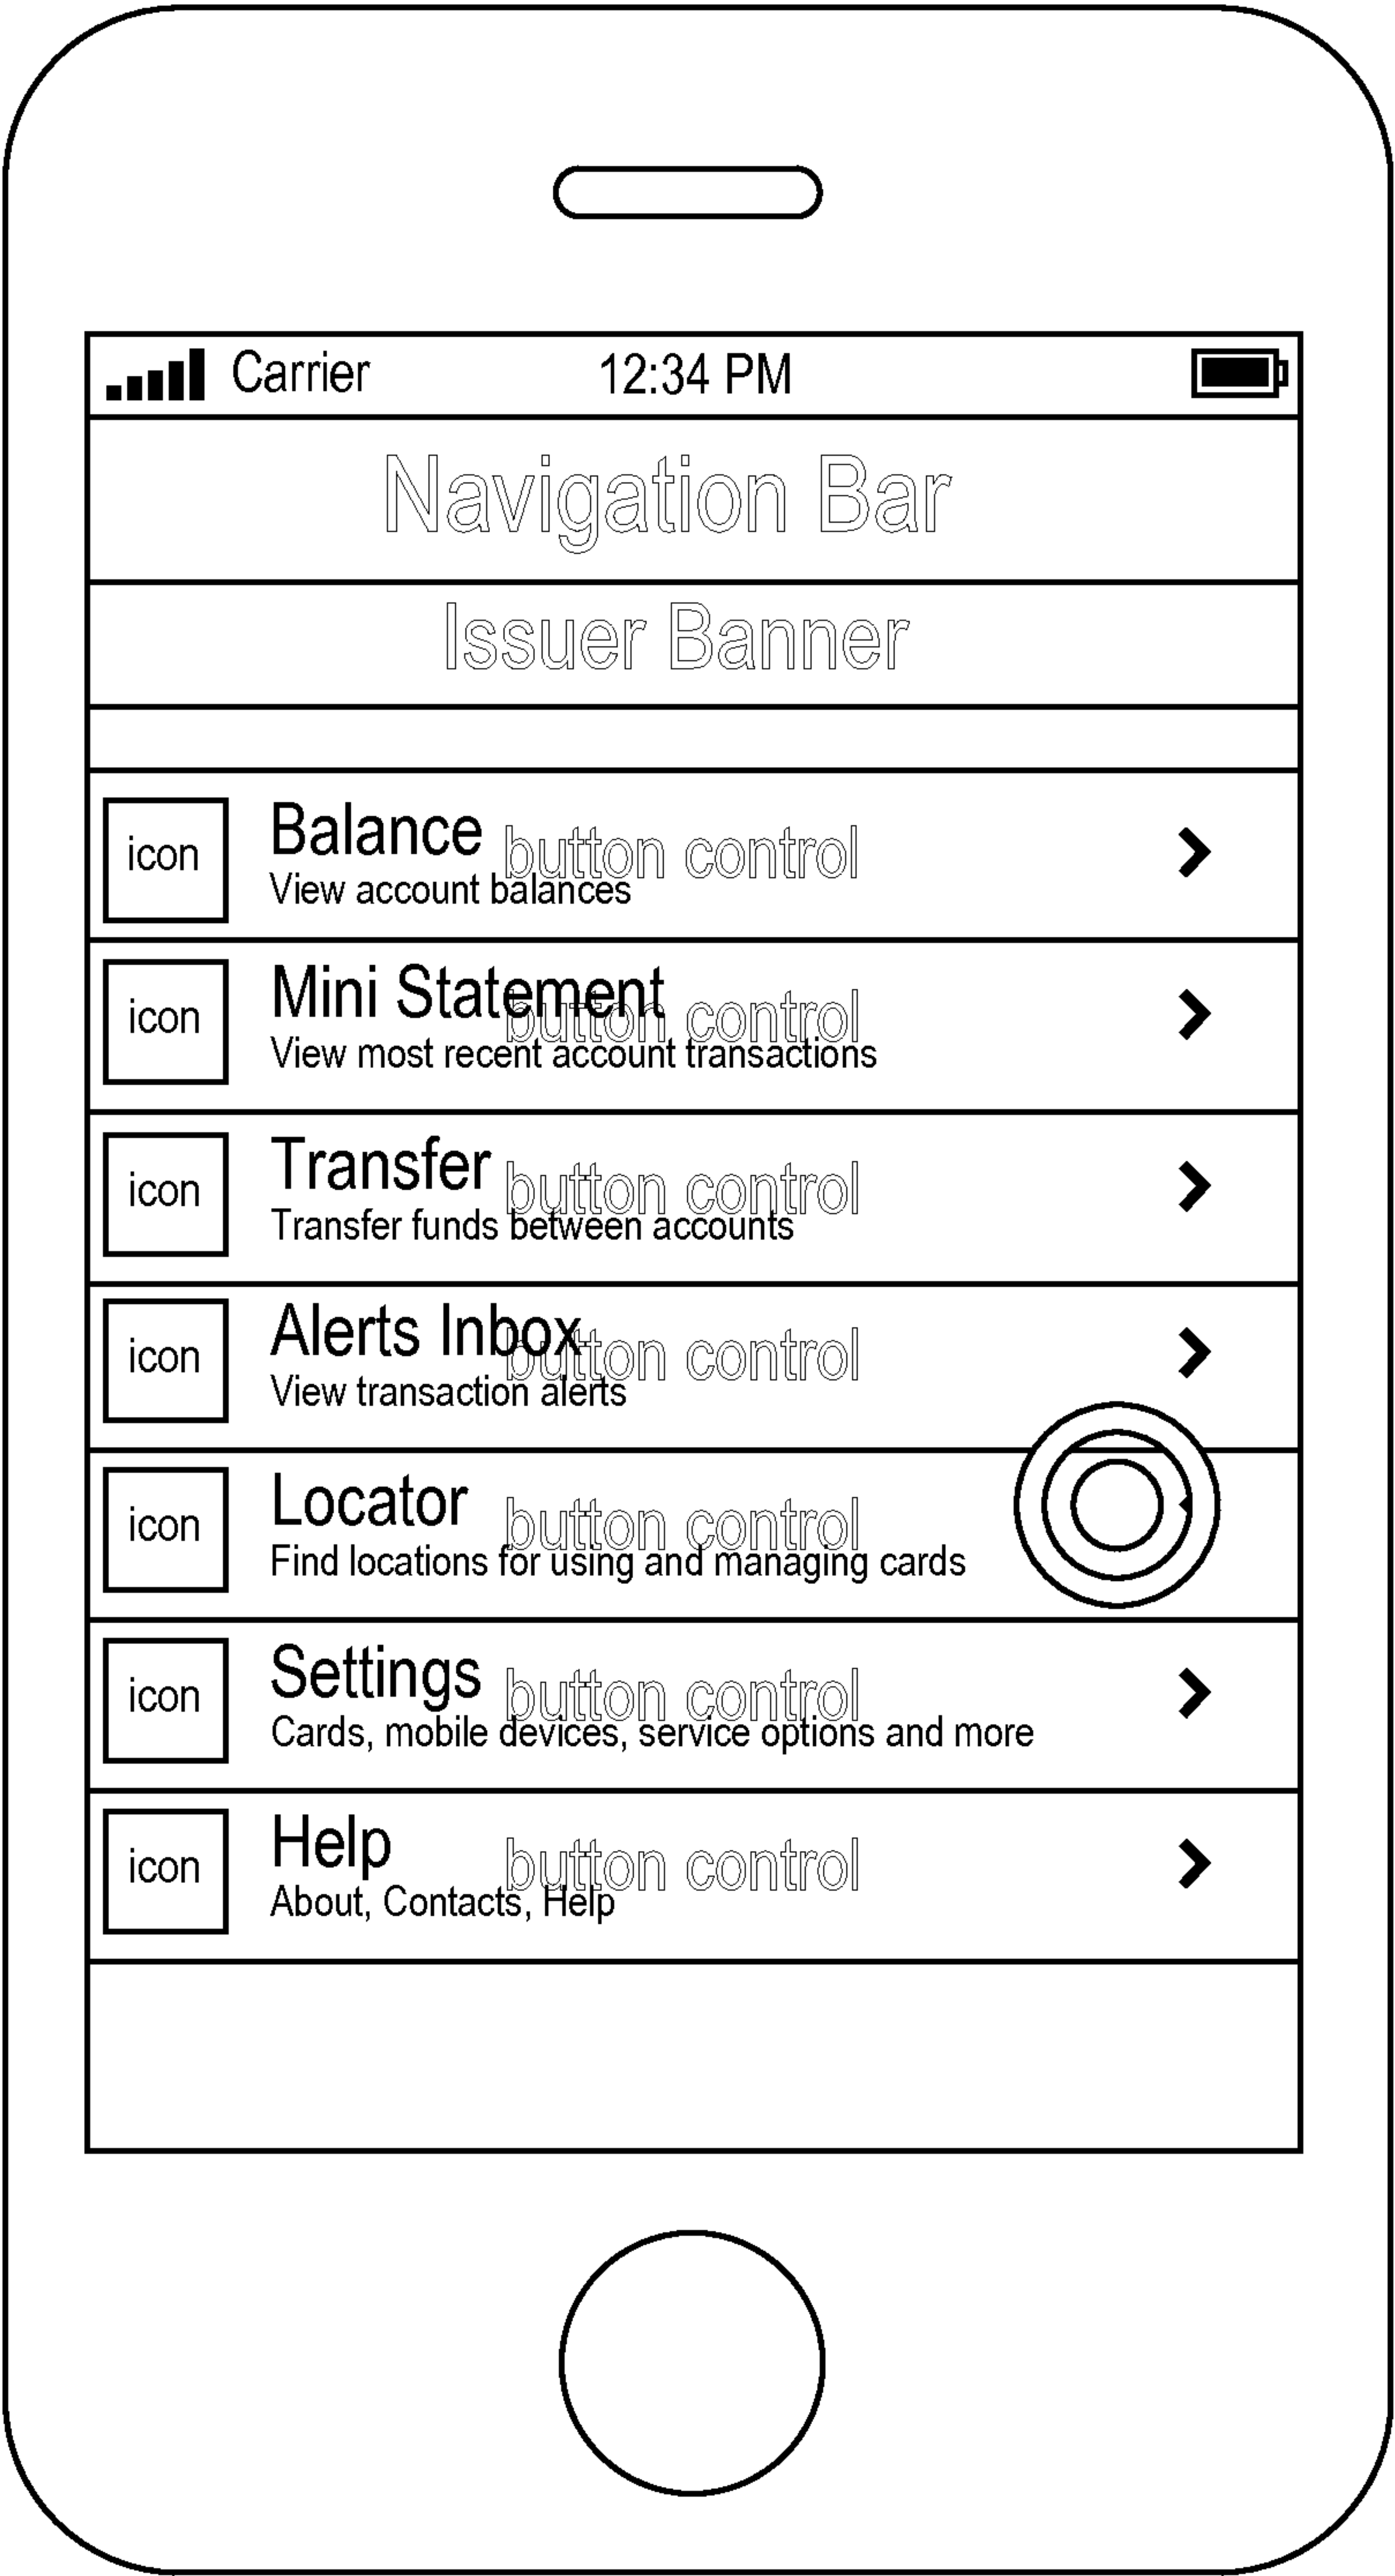 Carrier 12:34 PM
Navigation Bar
Issuer Banner
icon
Balance
button control
View account balances
icon
Mini Statement
button control
View most recent account transactions
icon
Transfer
button control
Transfer funds between accounts
icon
Alerts Inbox
button control
View transaction alerts
icon
Locator
button control
Find locations for using and managing cards
icon
Settings
button control
Cards, mobile devices, service options and more
icon
Help
button control
About, Contacts, Help